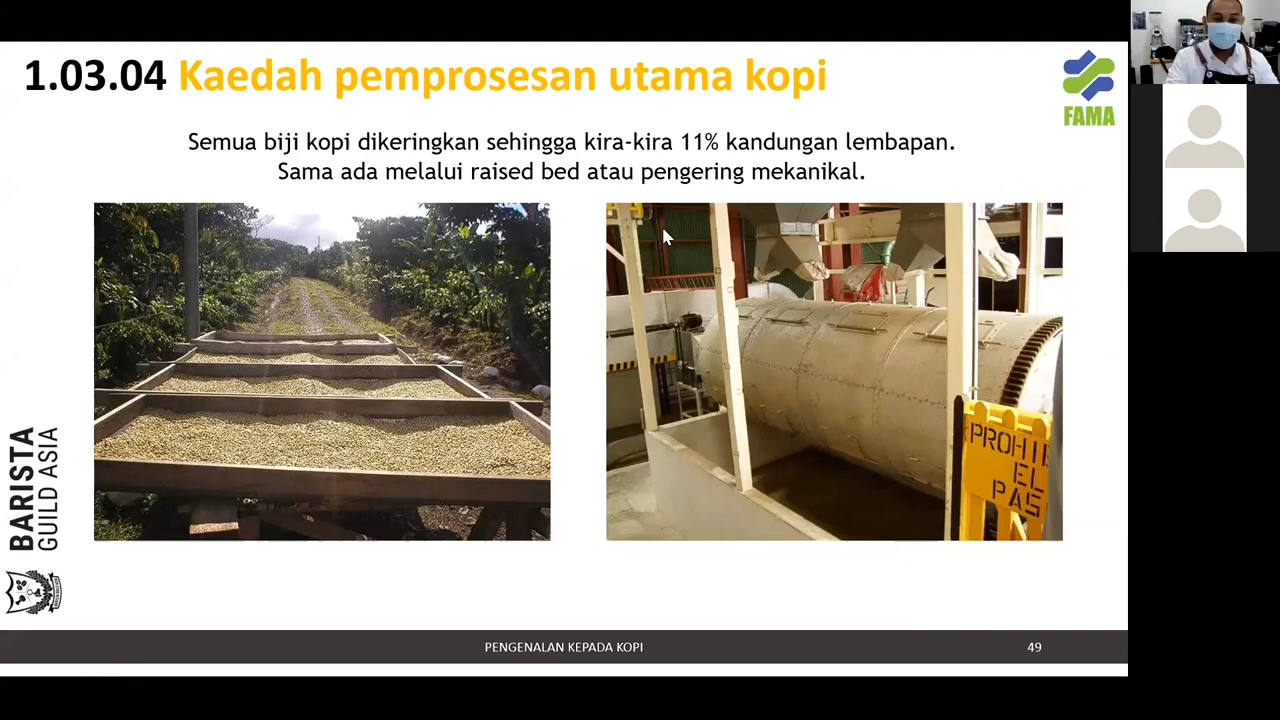 1.03.04 Kaedah pemprosesan utama kopi
FAMA
Semua biji kopi dikeringkan sehingga kira-kira 11% kandungan lembapan.
Sama ada melalui raised bed atau pengering mekanikal.
PROHI
EL
PAS
BARISTA
GUILD ASIA
PENGENALAN KEPADA KOPI
49